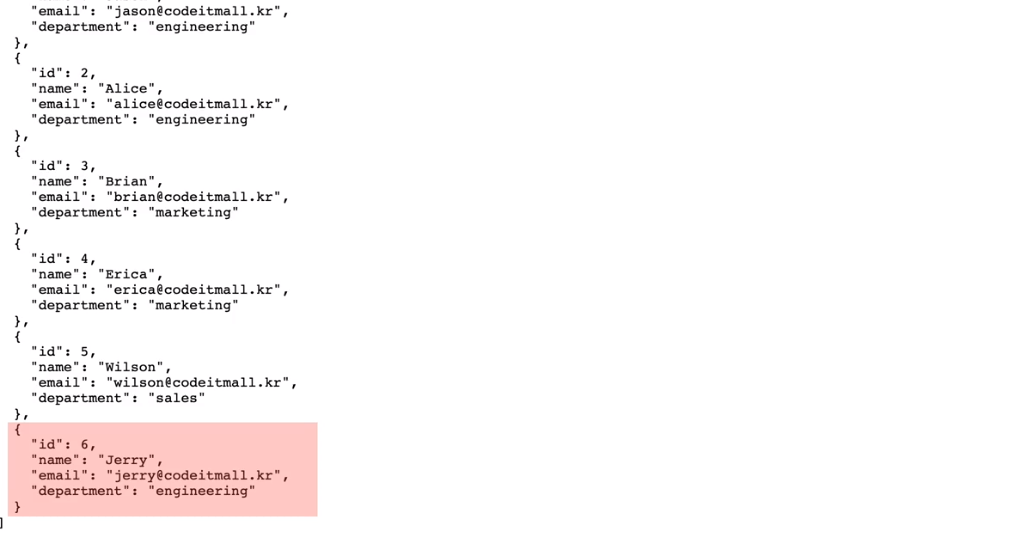 "email": "jason@codeitmall.kr",
"department": "engineering"
},
{
"id": 2,
"name": "Alice",
"email": "alice@codeitmall.kr",
"department": "engineering"
},
{
"id": 3,
"name": "Brian",
"email": "brian@codeitmall.kr",
"department": "marketing"
},
{
"id": 4,
"name": "Erica",
"email": "erica@codeitmall.kr",
"department": "marketing"
},
{
"id": 5,
"name": "Wilson",
"email": "wilson@codeitmall.kr",
"department": "sales"
},
{
"id": 6,
"name": "Jerry",
"email": "jerry@codeitmall.kr",
"department": "engineering"
}
]